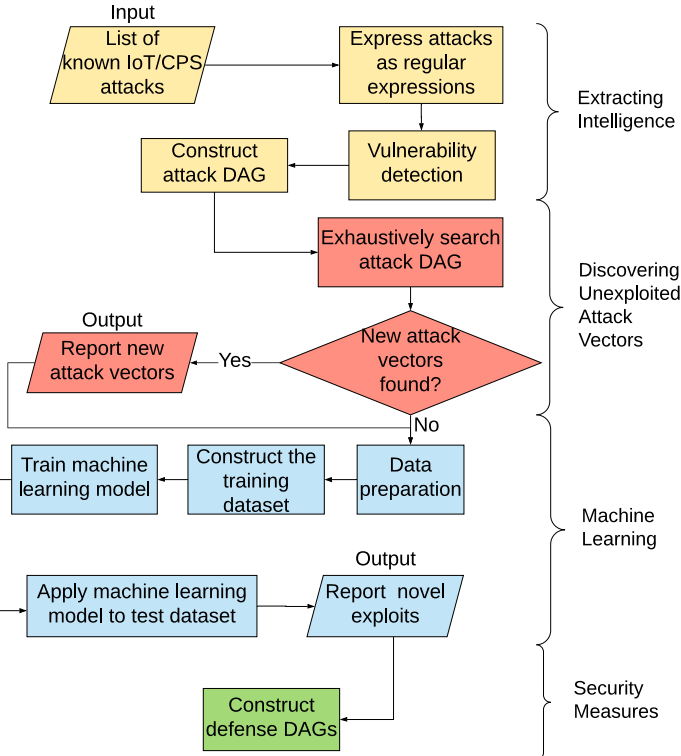 Input
List of
known IoT/CPS
attacks
Express attacks
as regular
expressions
Extracting
Intelligence
Construct
attack DAG
Vulnerability
detection
Exhaustively search
attack DAG
Discovering
Unexploited
Attack
Vectors
Output
Report new
attack vectors
Yes
New attack
vectors
found?
No
Train machine
learning model
Construct the
training
dataset
Data
preparation
Machine
Learning
Output
Apply machine learning
model to test dataset
Report novel
exploits
Security
Measures
Construct
defense DAGs